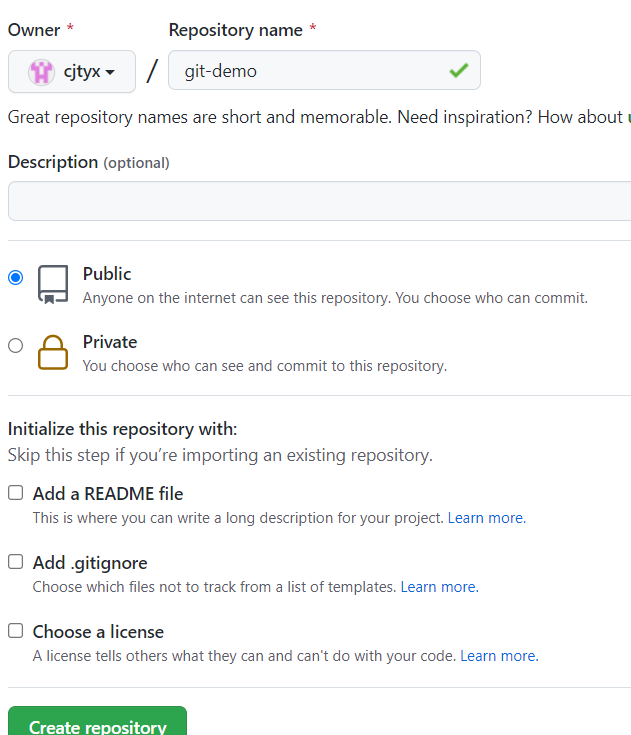 Owner *
Repository name *
cjtyx / git-demo
Great repository names are short and memorable. Need inspiration? How about
Description (optional)
Public
Anyone on the internet can see this repository. You choose who can commit.
Private
You choose who can see and commit to this repository.
Initialize this repository with:
Skip this step if you’re importing an existing repository.
Add a README file
This is where you can write a long description for your project. Learn more.
Add .gitignore
Choose which files not to track from a list of templates. Learn more.
Choose a license
A license tells others what they can and can't do with your code. Learn more.
Create repository